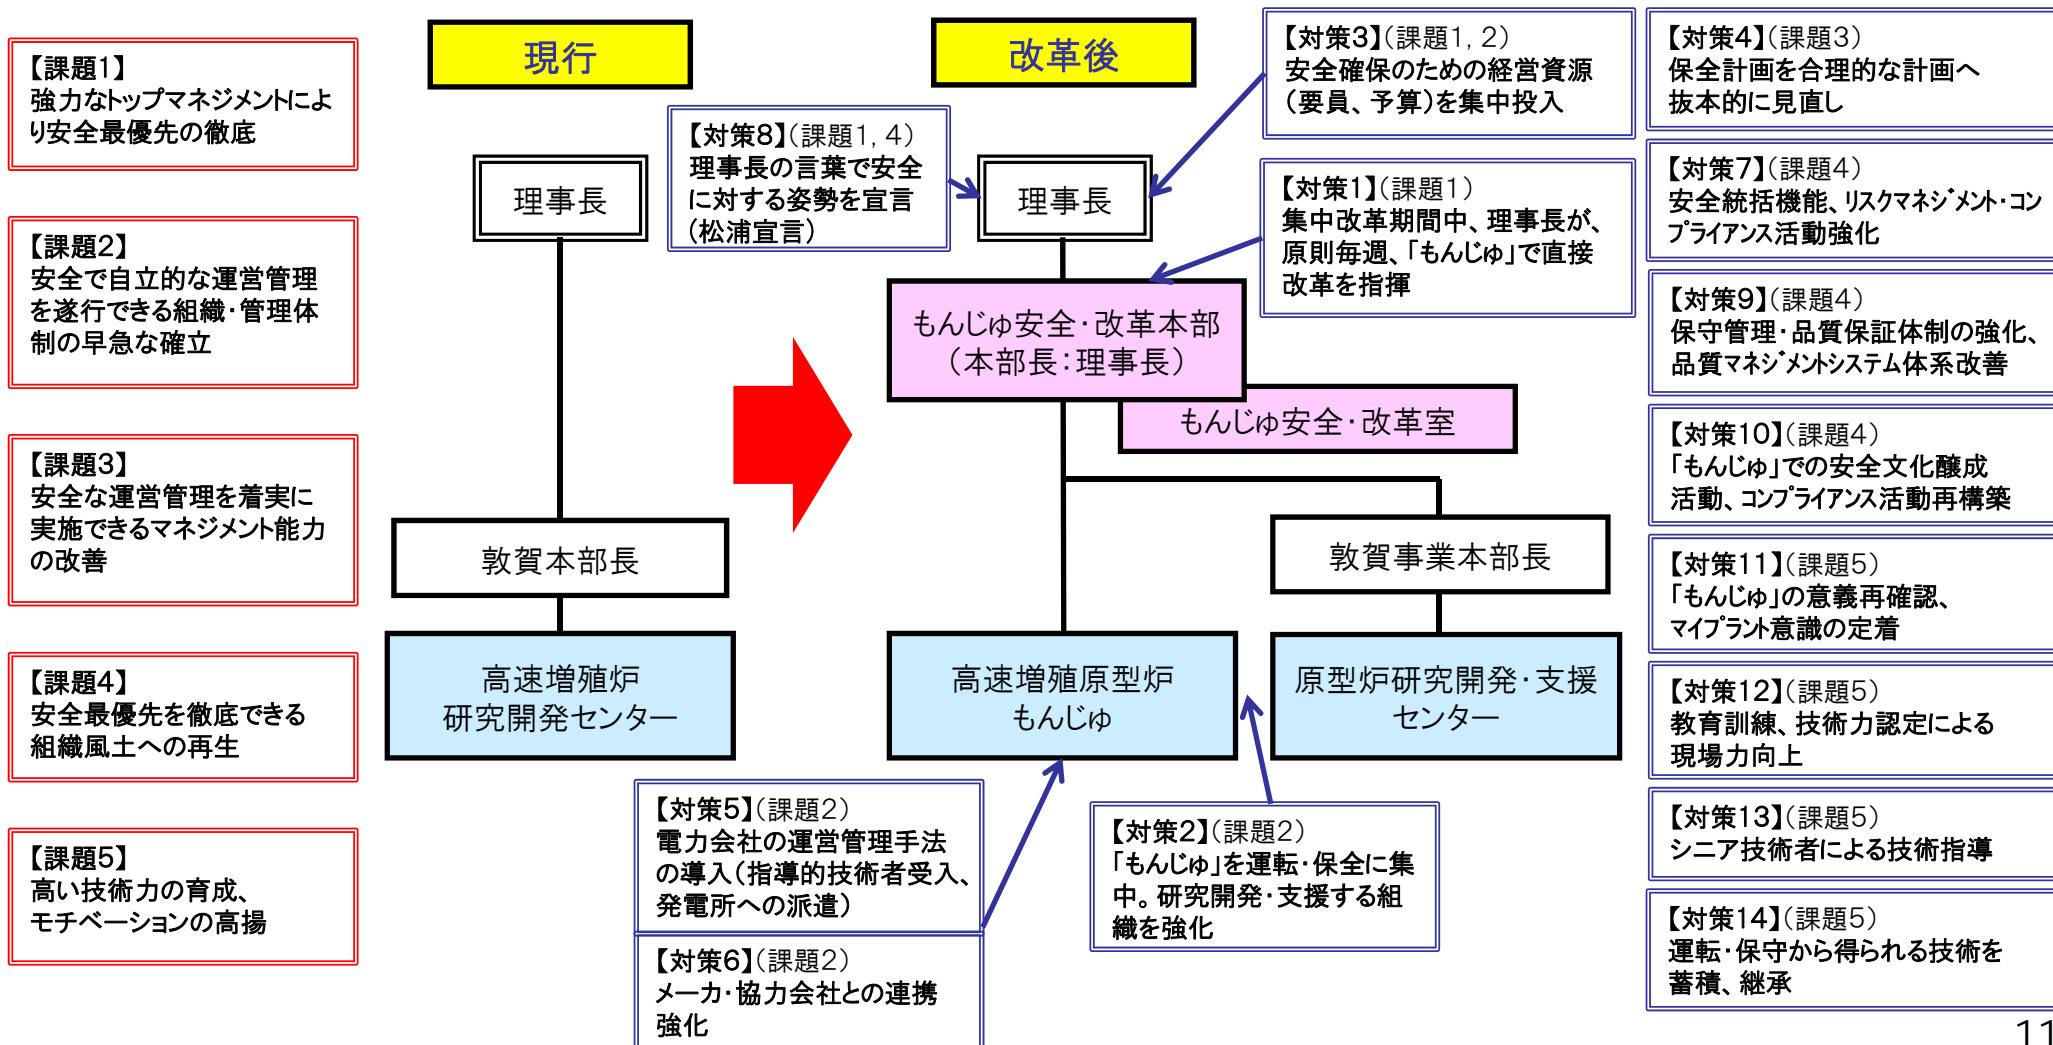 【課題1】
強力なトップマネジメントによ
り安全最優先の徹底
【課題2】
安全で自立的な運営管理
を遂行できる組織・管理体
制の早急な確立
【課題3】
安全な運営管理を着実に
実施できるマネジメント能力
の改善
【課題4】
安全最優先を徹底できる
組織風土への再生
【課題5】
高い技術力の育成、
モチベーションの高揚
現行
理事長
敦賀本部長
高速増殖炉
研究開発センター
改革後
【対策8】(課題1,4)
理事長の言葉で安全
に対する姿勢を宣言
(松浦宣言)
理事長
もんじゅ安全・改革本部
(本部長:理事長)
もんじゅ安全・改革室
敦賀事業本部長
高速増殖原型炉
もんじゅ
原型炉研究開発・支援
センター
【対策5】(課題2)
電力会社の運営管理手法
の導入(指導的技術者受入、
発電所への派遣)
【対策6】(課題2)
メーカ・協力会社との連携
強化
【対策2】(課題2)
「もんじゅ」を運転・保全に集
中。研究開発・支援する組
織を強化
【対策3】(課題1,2)
安全確保のための経営資源
(要員、予算)を集中投入
【対策1】(課題1)
集中改革期間中、理事長が、
原則毎週、「もんじゅ」で直接
改革を指揮
【対策4】(課題3)
保全計画を合理的な計画へ
抜本的に見直し
【対策7】(課題4)
安全統括機能、リスクマネジメント・コン
プライアンス活動強化
【対策9】(課題4)
保守管理・品質保証体制の強化、
品質マネジメントシステム体系改善
【対策10】(課題4)
「もんじゅ」での安全文化醸成
活動、コンプライアンス活動再構築
【対策11】(課題5)
「もんじゅ」の意義再確認、
マイプラント意識の定着
【対策12】(課題5)
教育訓練、技術力認定による
現場力向上
【対策13】(課題5)
シニア技術者による技術指導
【対策14】(課題5)
運転・保守から得られる技術を
蓄積、継承
11